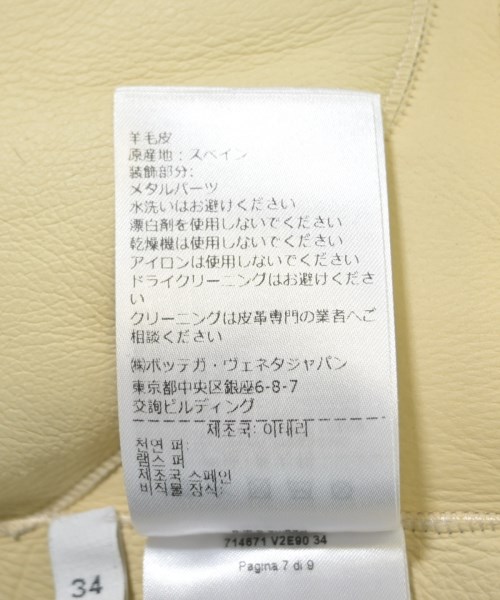 羊毛皮
原産地：スペイン
装飾部分:
メタルパーツ
水洗いはお避けください
漂白剤を使用しないでください
乾燥機は使用しないでください
アイロンは使用しないでください
ドライクリーニングはお避けくださ
い
クリーニングは皮革専門の業者へご
相談ください
㈱ボッテガ・ヴェネタジャパン
東京都中央区銀座6-8-7
交詢ビルディング
제조국: 이태리
천연 퍼:
램스 퍼
제조국 스페인
비직물 장식:
714671 V2E90 34
Pagina 7 di 9
34